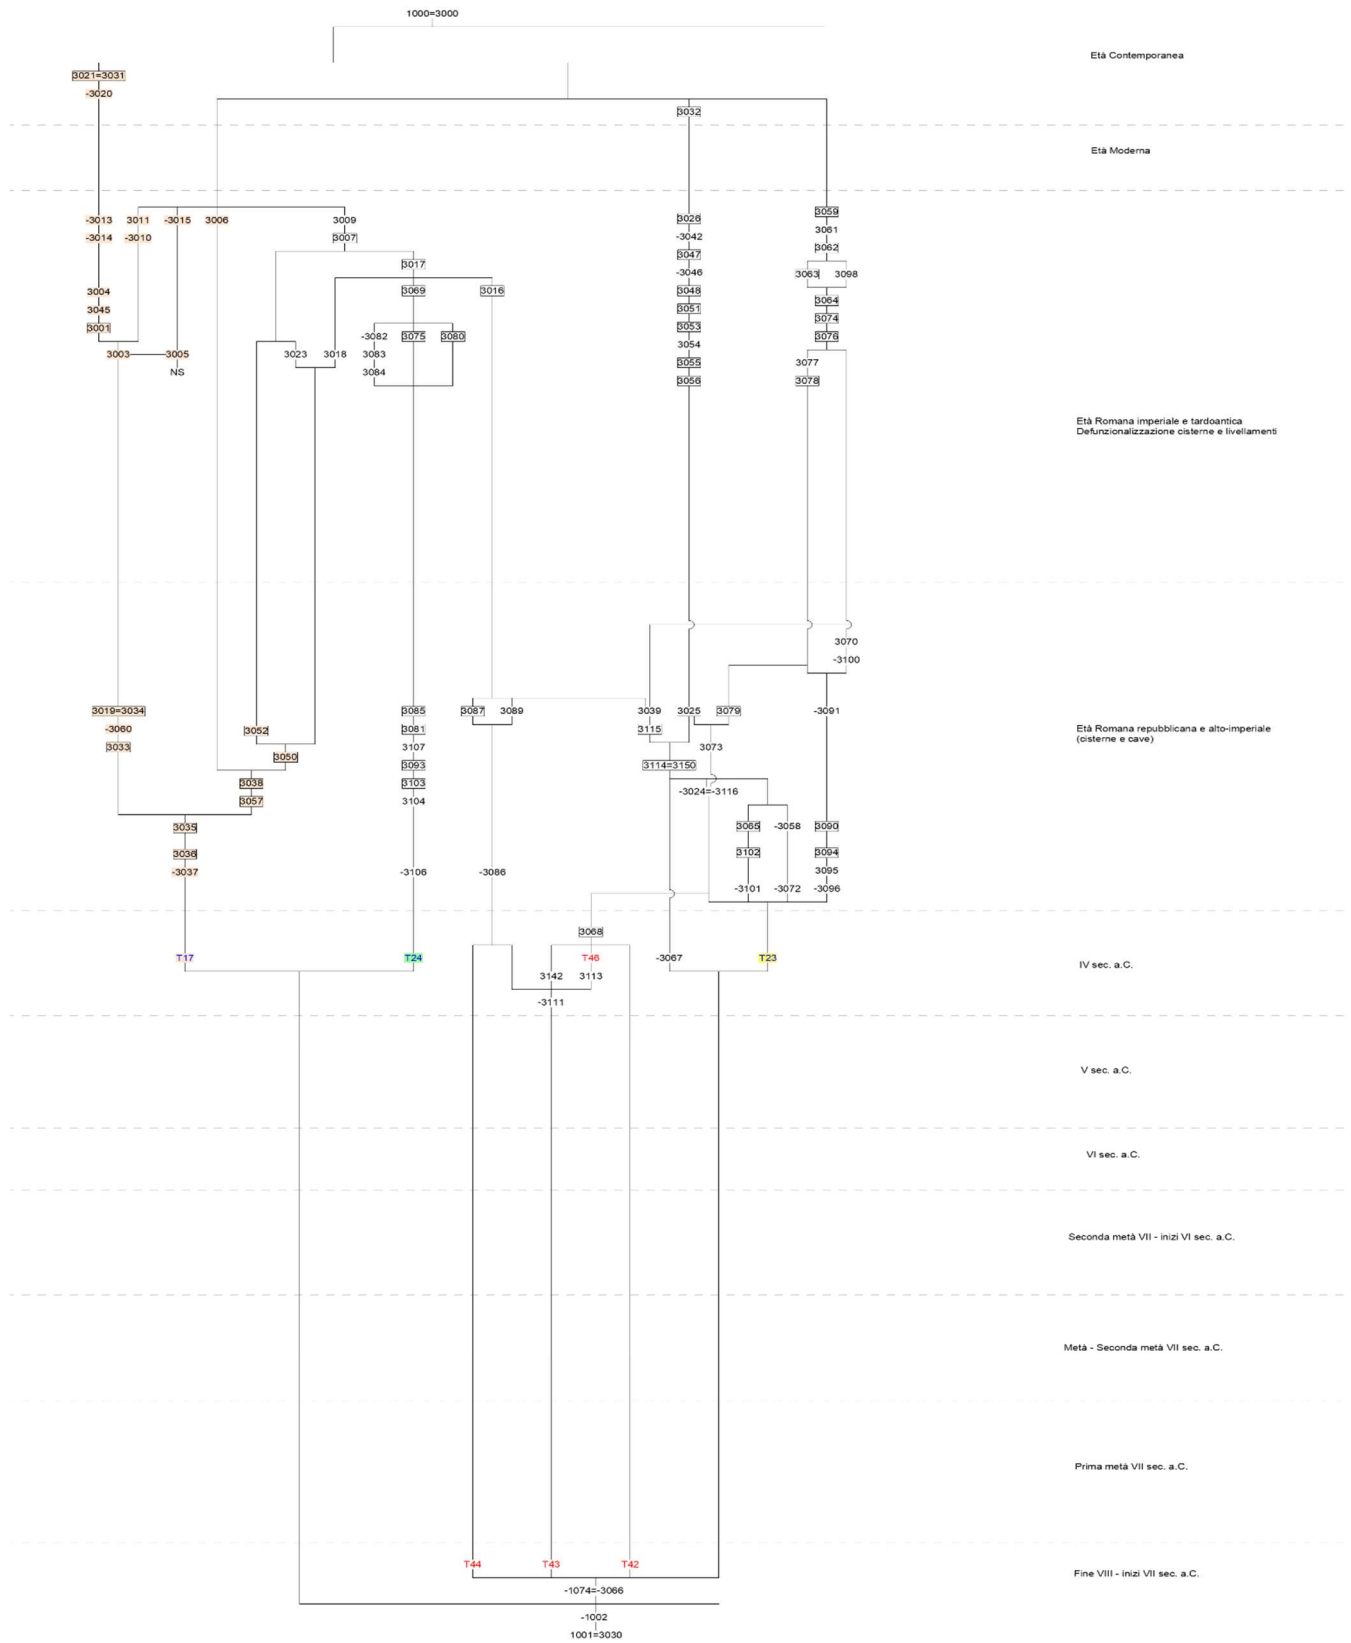 1000=3000
Età Contemporanea
3021=3031
-3020
3032
Età Moderna
-3013 3011 -3015 3006 3009 3026 3059
-3014 -3010 3007 -3042 3061
3047 3062
3017
-3046 3063 3098
3004 3069 3016 3048 3064
3045 3051 3074
3001 -3082 3075 3080 3053 3076
3054
3003 3005 3023 3018 3083 3055 3077
NS 3084 3056 3078
Età Romana imperiale e tardoantica
Defunzionalizzazione cisterne e livellamenti
3070
-3100
3019=3034 3085 3087 3089 3039 3025 3079 -3091
-3060 3052 3081 3115
Età Romana repubblicana e alto-imperiale
(cisterne e cave)
3033 3107 3073
3050
3093 3114=3150
3038 3103
-3024=-3116
3057 3104
3035 3065 -3058 3090
3036 3102 3094
-3037 -3106 -3086 3095
-3101 -3072 -3096
3068
T17 T24 T46 -3067 T23
IV sec. a.C.
3142 3113
-3111
V sec. a.C.
VI sec. a.C.
Seconda metà VII - inizi VI sec. a.C.
Metà - Seconda metà VII sec. a.C.
Prima metà VII sec. a.C.
T44 T43 T42
Fine VIII - inizi VII sec. a.C.
-1074=-3066
-1002
1001=3030